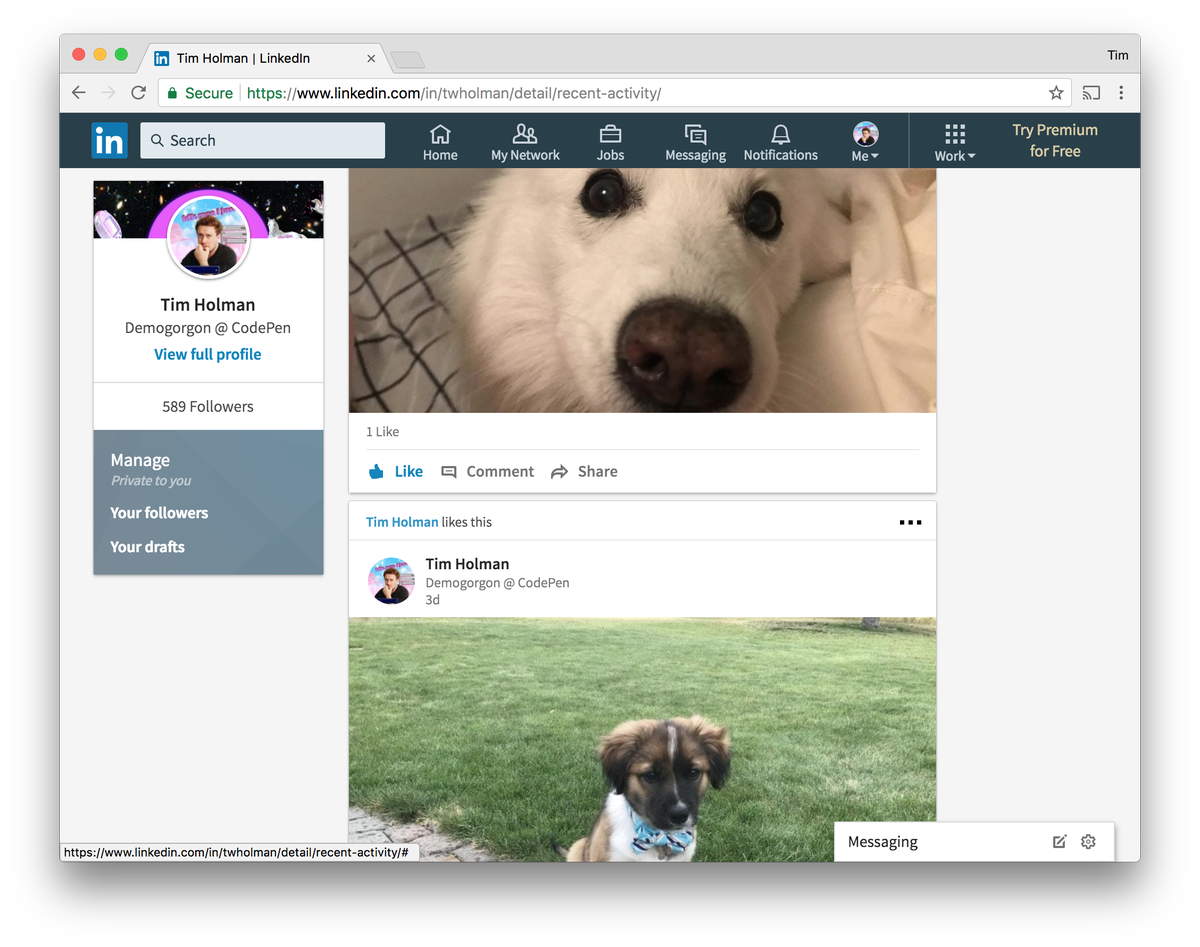 Tim Holman | LinkedIn
Tim
Secure
https://www.linkedin.com/in/twholman/detail/recent-activity/
in
Search
Home
My Network
Jobs
Messaging
Notifications
Me
Work
Try Premium
for Free
Tim Holman
Demogorgon @ CodePen
View full profile
589 Followers
Manage
Private to you
Your followers
Your drafts
1 Like
Like
Comment
Share
Tim Holman likes this
Tim Holman
Demogorgon @ CodePen
3d
Messaging
https://www.linkedin.com/in/twholman/detail/recent-activity/#